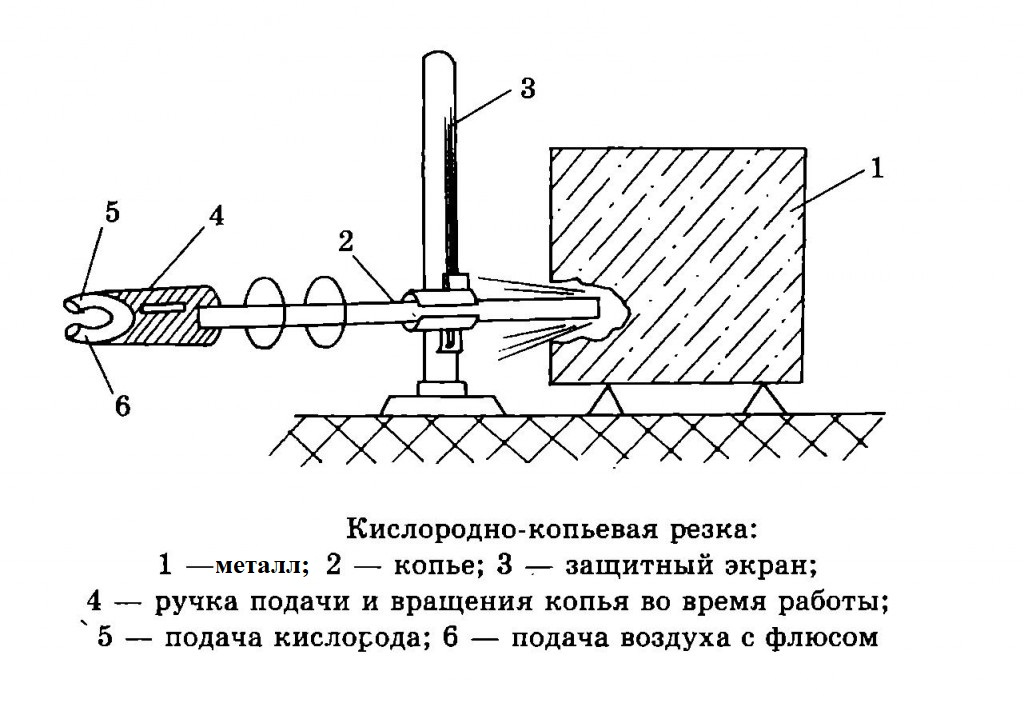 3
1
5
4
2
6
Кислородно-копьевая резка:
1 —металл; 2 — копье; 3 — защитный экран;
4 — ручка подачи и вращения копья во время работы;
5 — подача кислорода; 6 — подача воздуха с флюсом